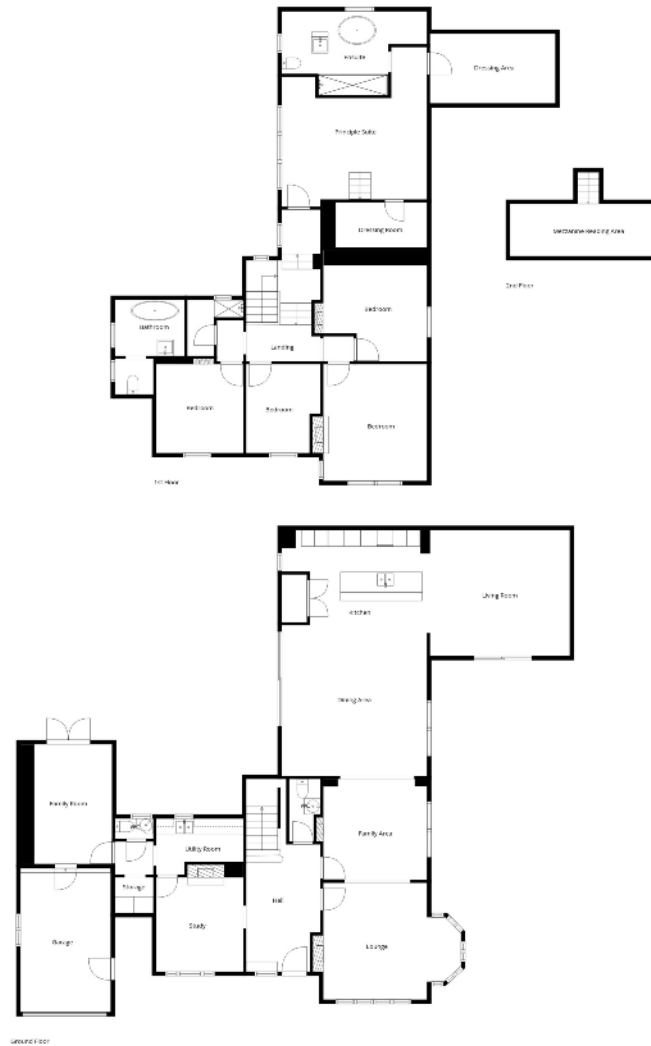 Ensuite
Dressing Area
Principle Suite
Dressing Room
Mezzanine Reading Area
2nd Floor
Bedroom
Bathroom
Landing
Bedroom
Bedroom
Bedroom
1st Floor
Living Room
Kitchen
Dining Area
Family Room
WC
WC
Family Area
Utility Room
Storage
Hall
Study
Garage
Lounge
Ground Floor